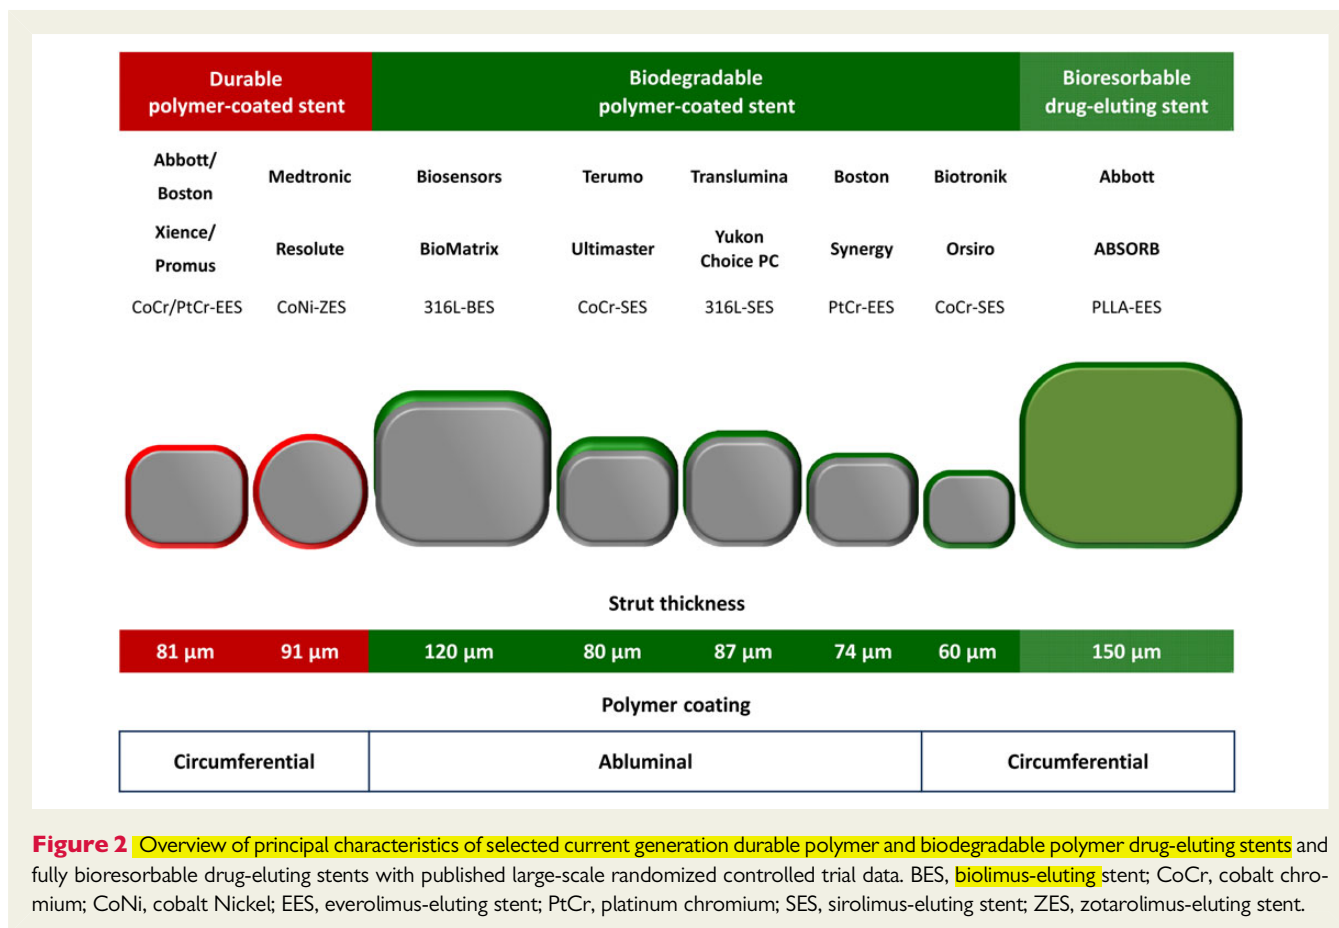 Durable
polymer-coated stent
Biodegradable
polymer-coated stent
Bioresorbable
drug-eluting stent
Abbott/
Boston
Medtronic
Biosensors
Terumo
Translumina
Boston
Biotronik
Abbott
Xience/
Promus
Resolute
BioMatrix
Ultimaster
Yukon
Choice PC
Synergy
Orsiro
ABSORB
CoCr/PtCr-EES
CoNi-ZES
316L-BES
CoCr-SES
316L-SES
PtCr-EES
CoCr-SES
PLLA-EES
Strut thickness
81 µm
91 µm
120 µm
80 µm
87 µm
74 µm
60 µm
150 µm
Polymer coating
Circumferential
Abluminal
Circumferential
Figure 2 Overview of principal characteristics of selected current generation durable polymer and biodegradable polymer drug-eluting stents and
fully bioresorbable drug-eluting stents with published large-scale randomized controlled trial data. BES, biolimus-eluting stent; CoCr, cobalt chro-
mium; CoNi, cobalt Nickel; EES, everolimus-eluting stent; PtCr, platinum chromium; SES, sirolimus-eluting stent; ZES, zotarolimus-eluting stent.